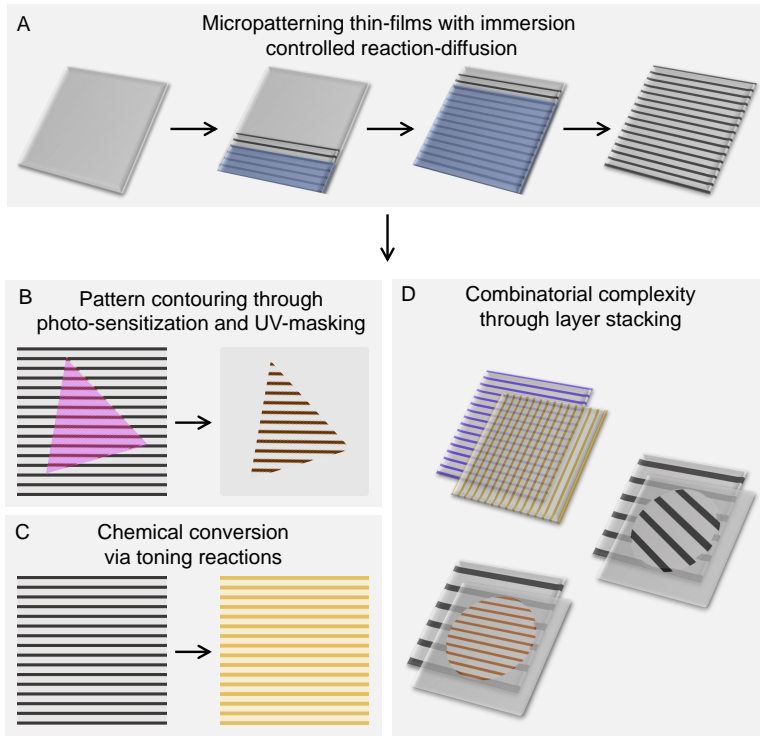 A
Micropatterning thin-films with immersion
controlled reaction-diffusion
B
Pattern contouring through
photo-sensitization and UV-masking
C
Chemical conversion
via toning reactions
D
Combinatorial complexity
through layer stacking